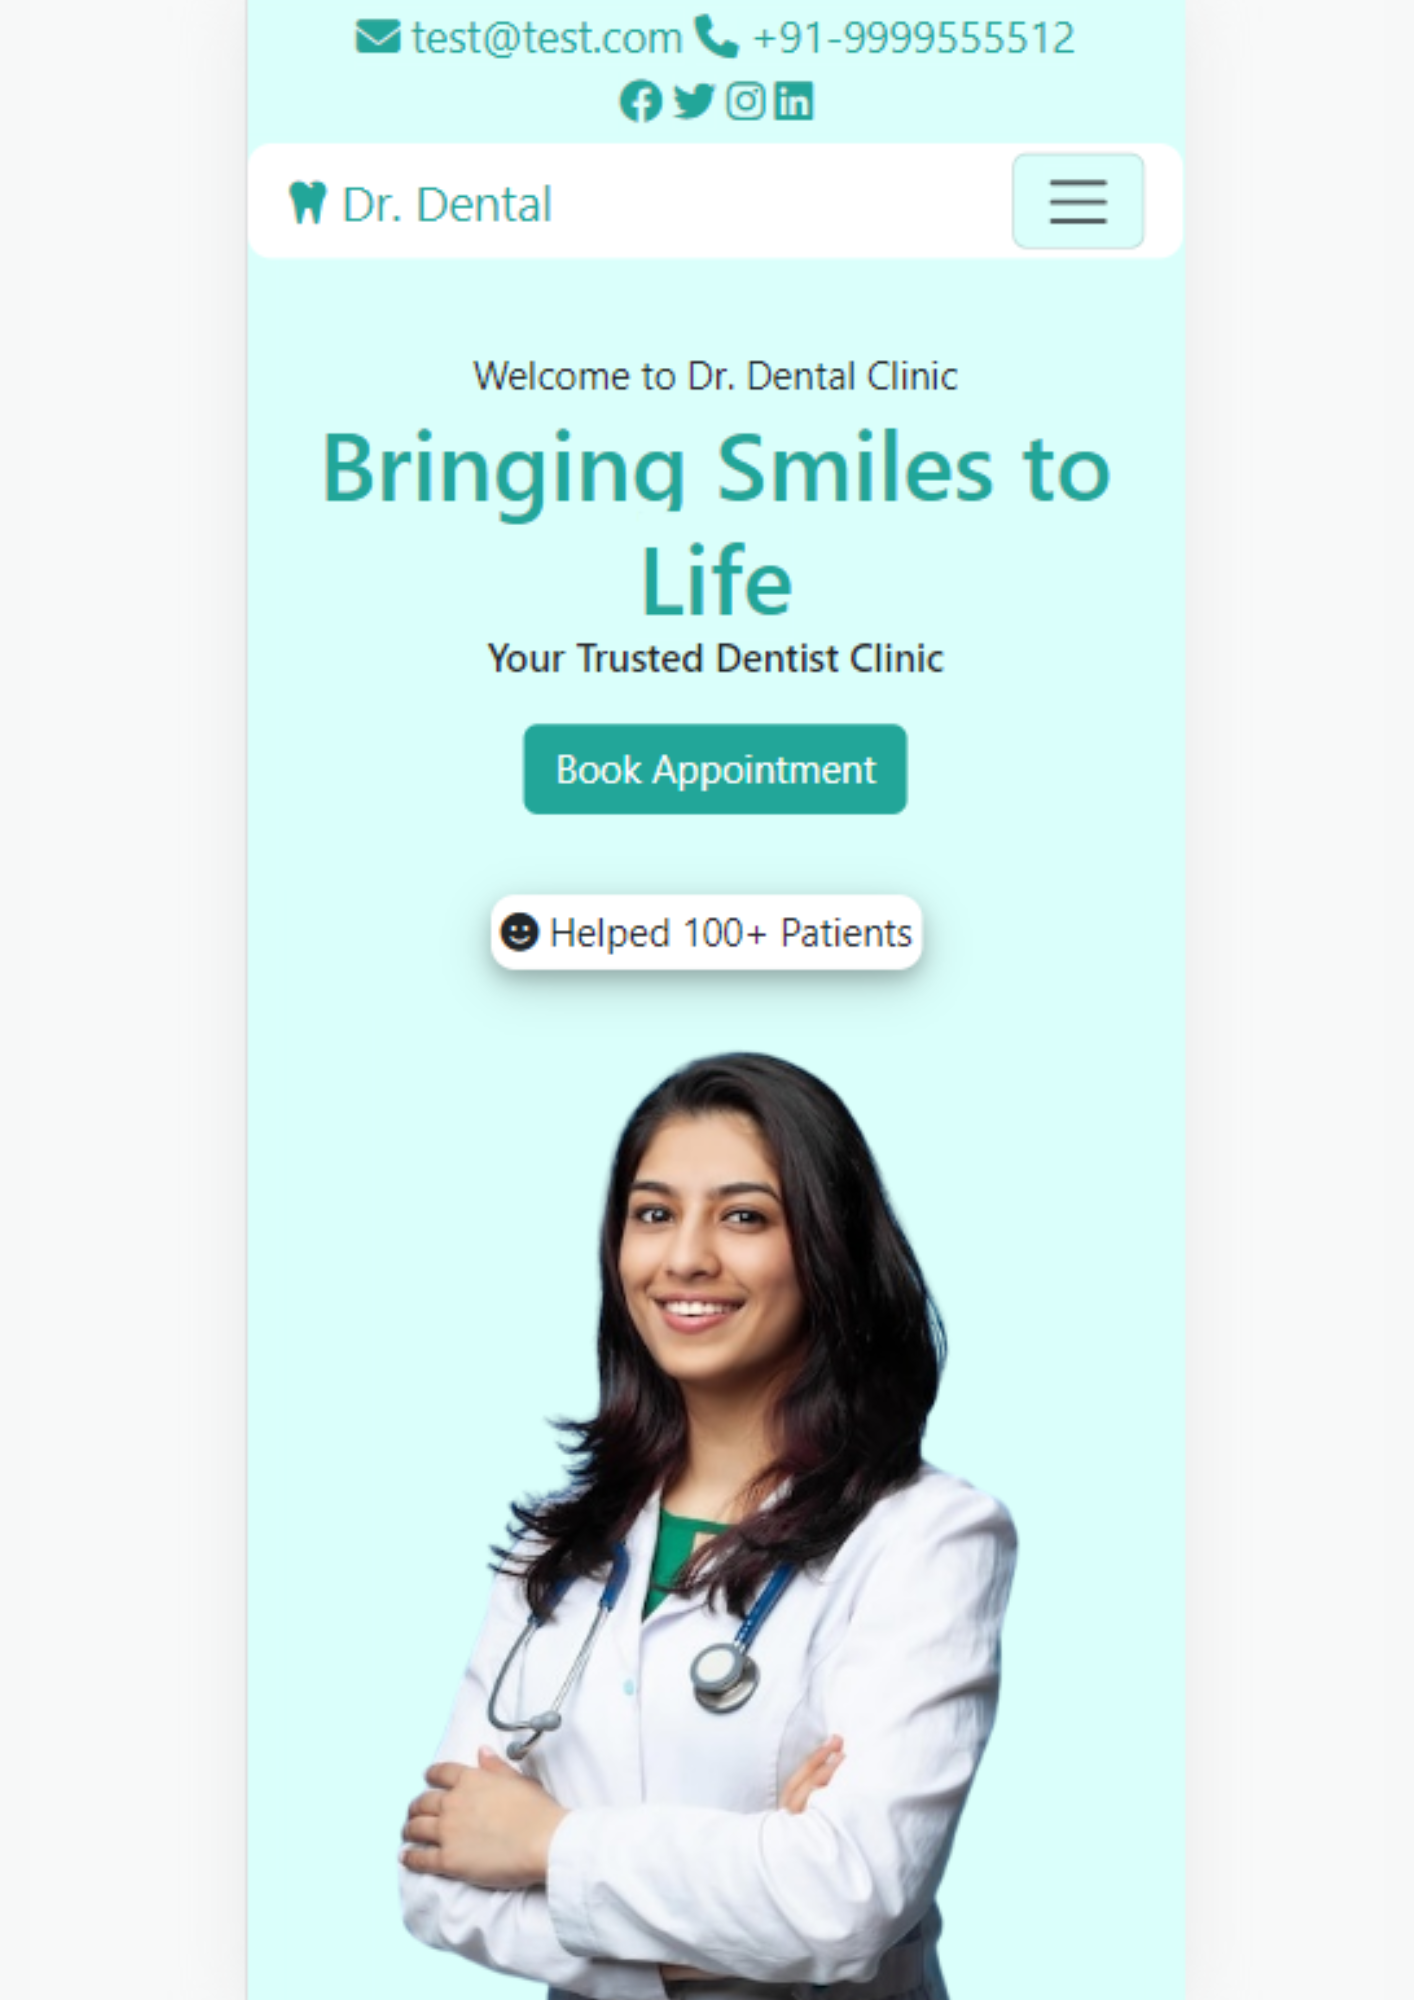 test@test.com +91-9999555512
Dr. Dental
Welcome to Dr. Dental Clinic
Bringing Smiles to
Life
Your Trusted Dentist Clinic
Book Appointment
Helped 100+ Patients